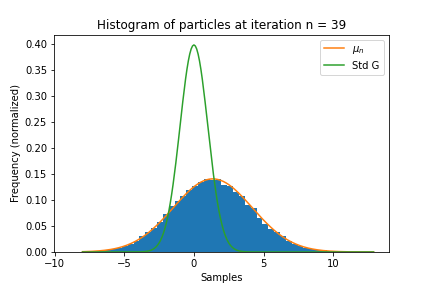 Histogram of particles at iteration n = 39
Frequency (normalized)
0.40
0.35
0.30
0.25
0.20
0.15
0.10
0.05
0.00
μn
Std G
−10 −5 0 5 10
Samples